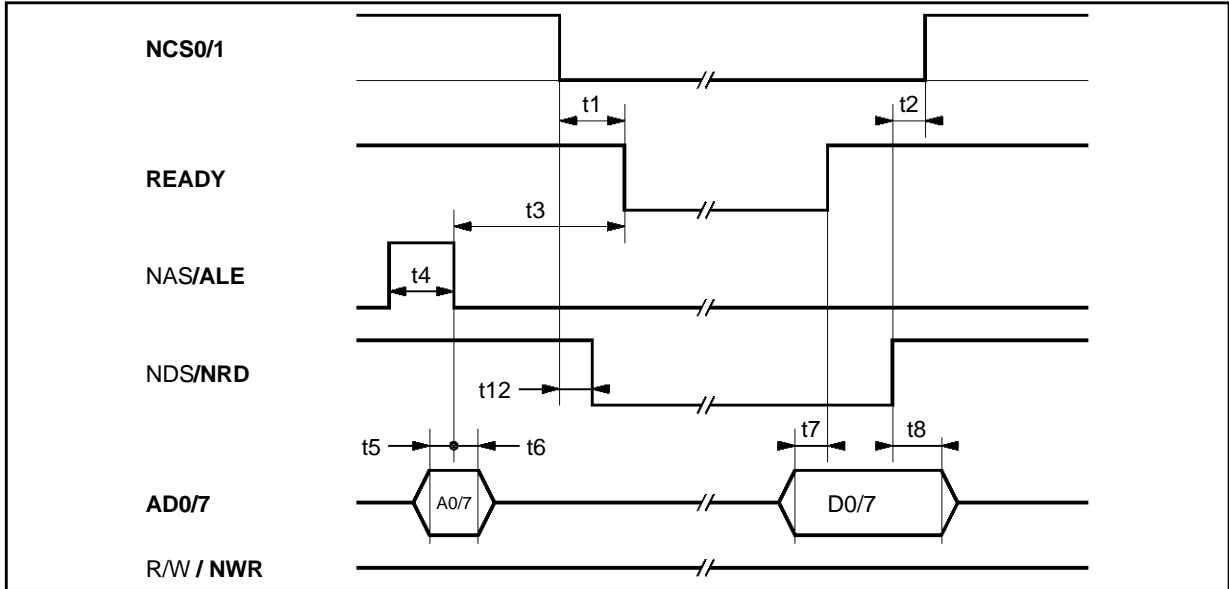 NCS0/1
t1
t2
READY
t3
NAS/ALE
t4
NDS/NRD
t12
t5
t6
t7
t8
AD0/7
A0/7
D0/7
R/W / NWR